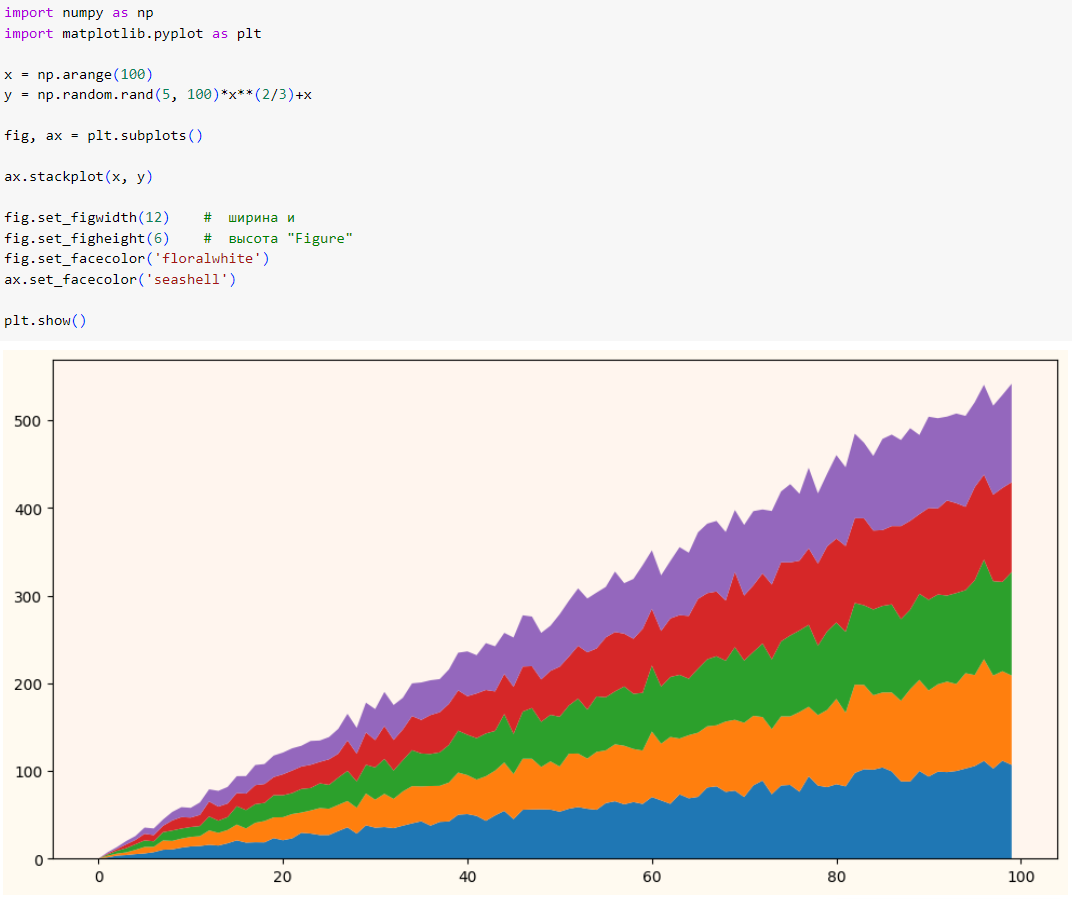 import numpy as np
import matplotlib.pyplot as plt
x = np.arange(100)
y = np.random.rand(5, 100)*x**(2/3)+x
fig, ax = plt.subplots()
ax.stackplot(x, y)
fig.set_figwidth(12)    #  ширина и
fig.set_figheight(6)    #  высота "Figure"
fig.set_facecolor('floralwhite')
ax.set_facecolor('seashell')
plt.show()
500
400
300
200
100
0
0 20 40 60 80 100